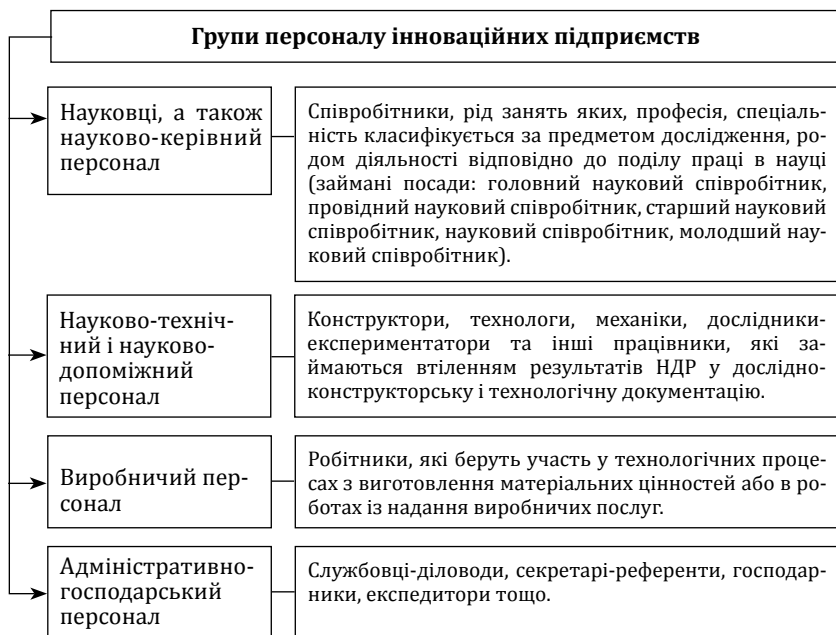 Групи персоналу інноваційних підприємств
Науковці, а також
науково-керівний
персонал
Співробітники, рід занять яких, професія, спеціаль-
ність класифікується за предметом дослідження, ро-
дом діяльності відповідно до поділу праці в науці
(займані посади: головний науковий співробітник,
провідний науковий співробітник, старший науковий
співробітник, науковий співробітник, молодший нау-
ковий співробітник).
Науково-техніч-
ний і науково-
допоміжний
персонал
Конструктори, технологи, механіки, дослідники-
експериментатори та інші працівники, які за-
ймаються втіленням результатів НДР у дослідно-
конструкторську і технологічну документацію.
Виробничий пер-
сонал
Робітники, які беруть участь у технологічних проце-
сах з виготовлення матеріальних цінностей або в ро-
ботах із надання виробничих послуг.
Адміністративно-
господарський
персонал
Службовці-діловоди, секретарі-референти, господар-
ники, експедитори тощо.